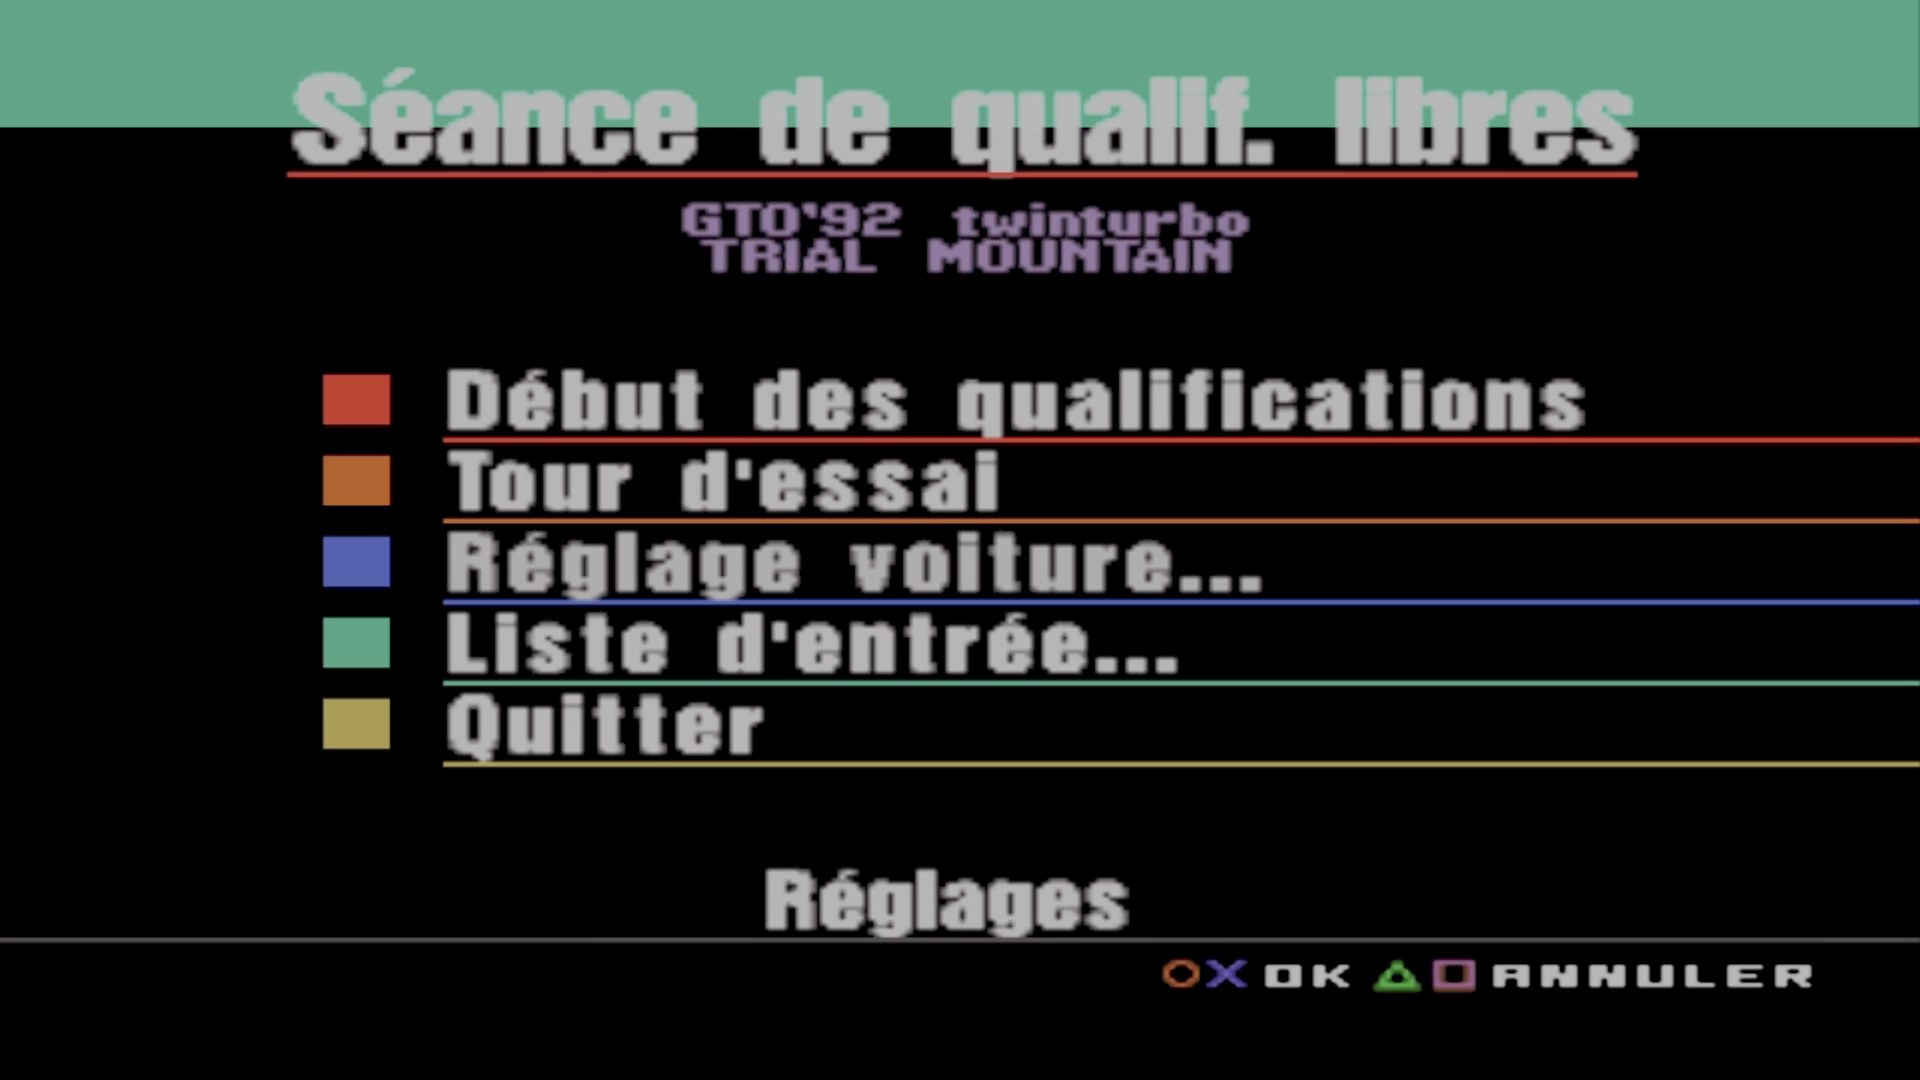 Séance de qualif. libres
GTO'92 twinturbo
TRIAL MOUNTAIN
Début des qualifications
Tour d'essai
Réglage voiture...
Liste d'entrée...
Quitter
Réglages
OK ANNULER